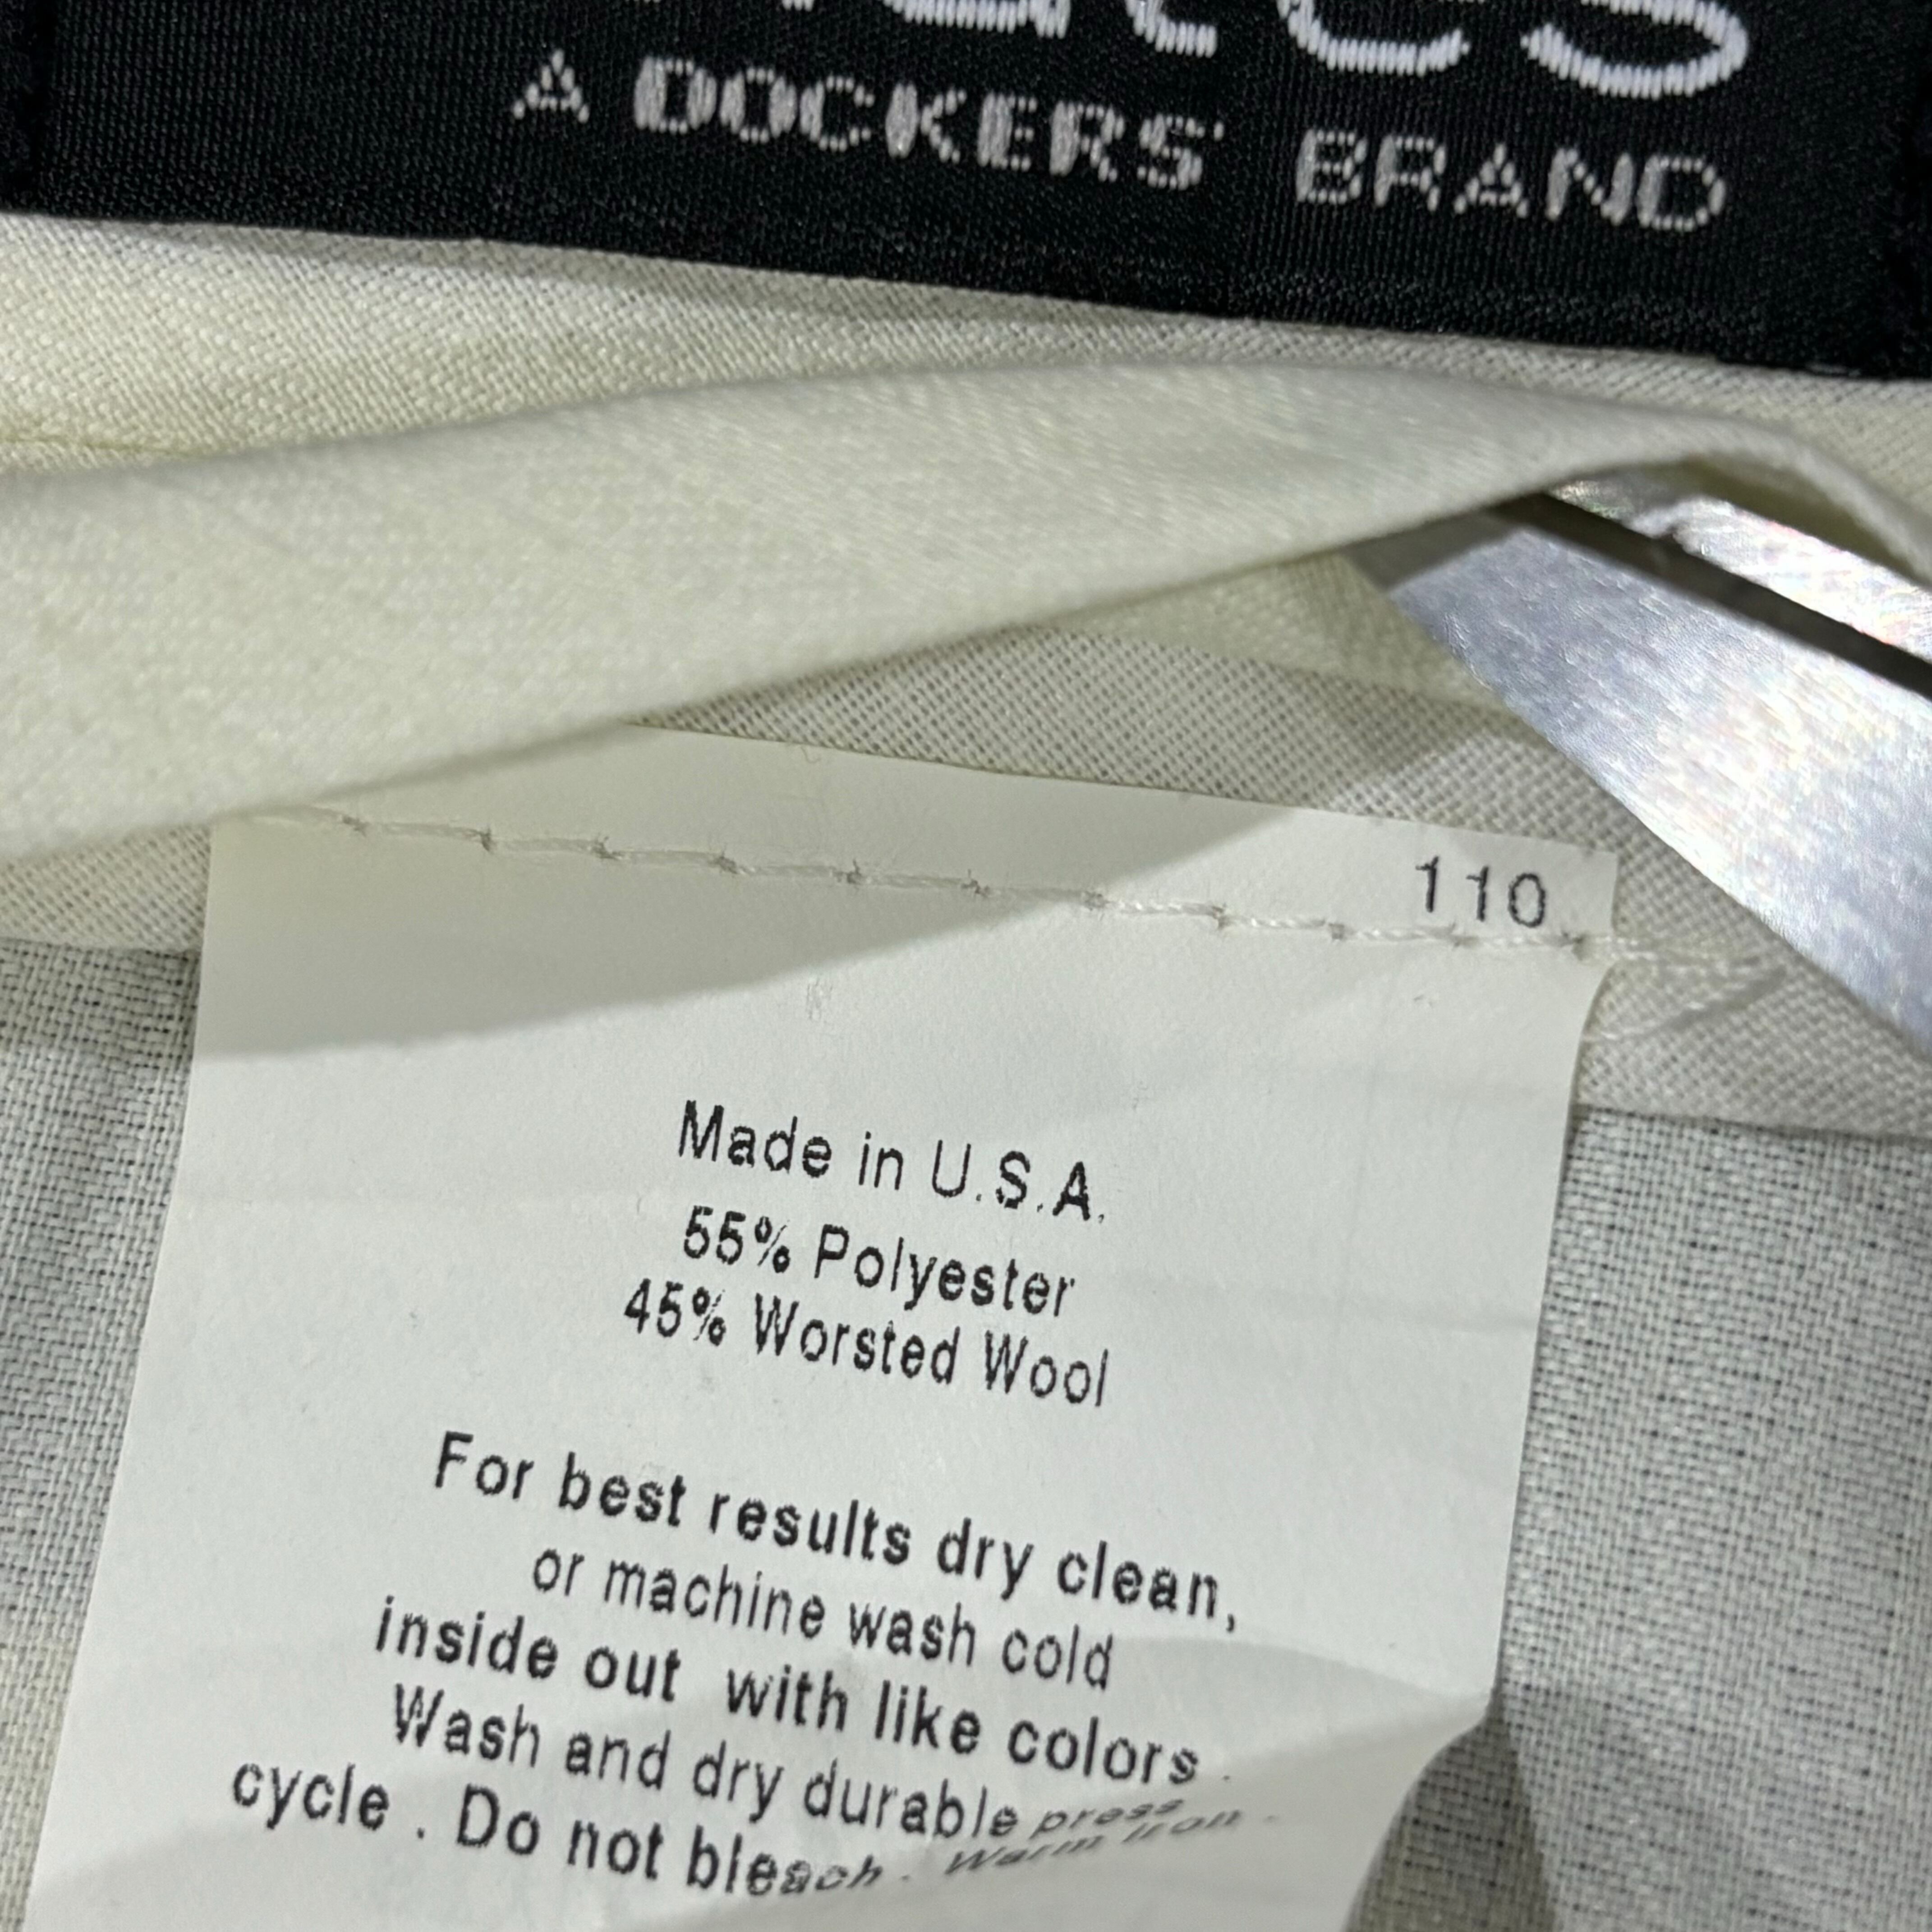 A DOCKERS' BRAND
110
Made in U.S.A.
55% Polyester
45% Worsted Wool
For best results dry clean,
or machine wash cold
inside out with like colors.
Wash and dry durable press
cycle. Do not bleach. Warm iron.